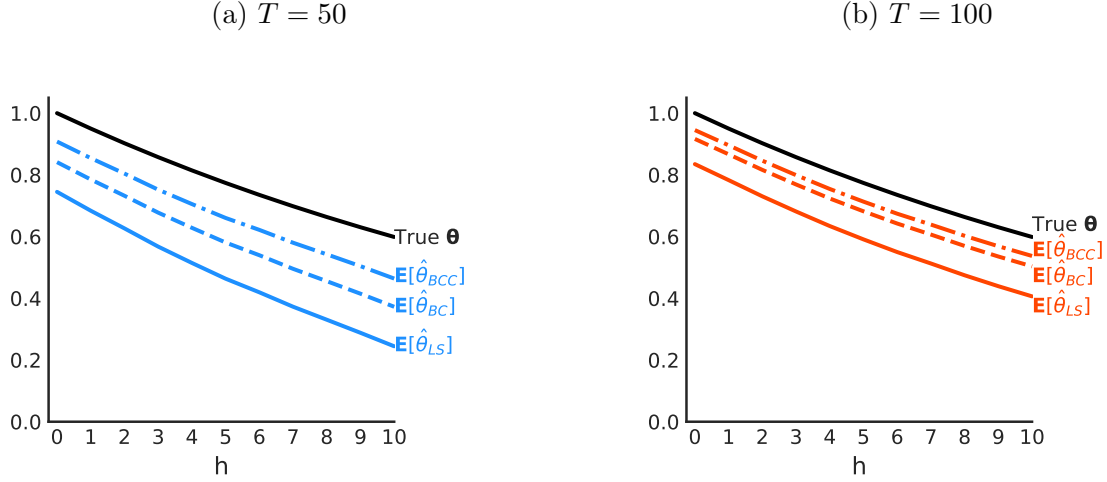 (a) T = 50
1.0
0.8
0.6
0.4
0.2
0.0
0 1 2 3 4 5 6 7 8 9 10
h
True θ
E[θ̂_BCC]
E[θ̂_BC]
E[θ̂_LS]
(b) T = 100
1.0
0.8
0.6
0.4
0.2
0.0
0 1 2 3 4 5 6 7 8 9 10
h
True θ
E[θ̂_BCC]
E[θ̂_BC]
E[θ̂_LS]